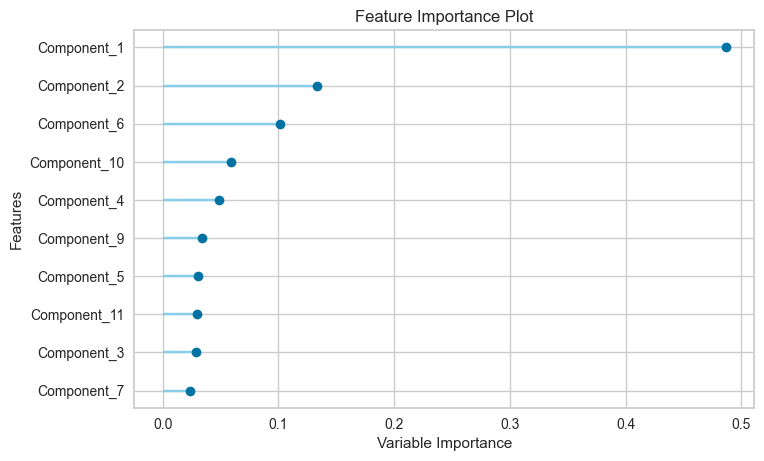 Feature Importance Plot
Component_1
Component_2
Component_6
Component_10
Component_4
Component_9
Component_5
Component_11
Component_3
Component_7
Features
0.0 0.1 0.2 0.3 0.4 0.5
Variable Importance